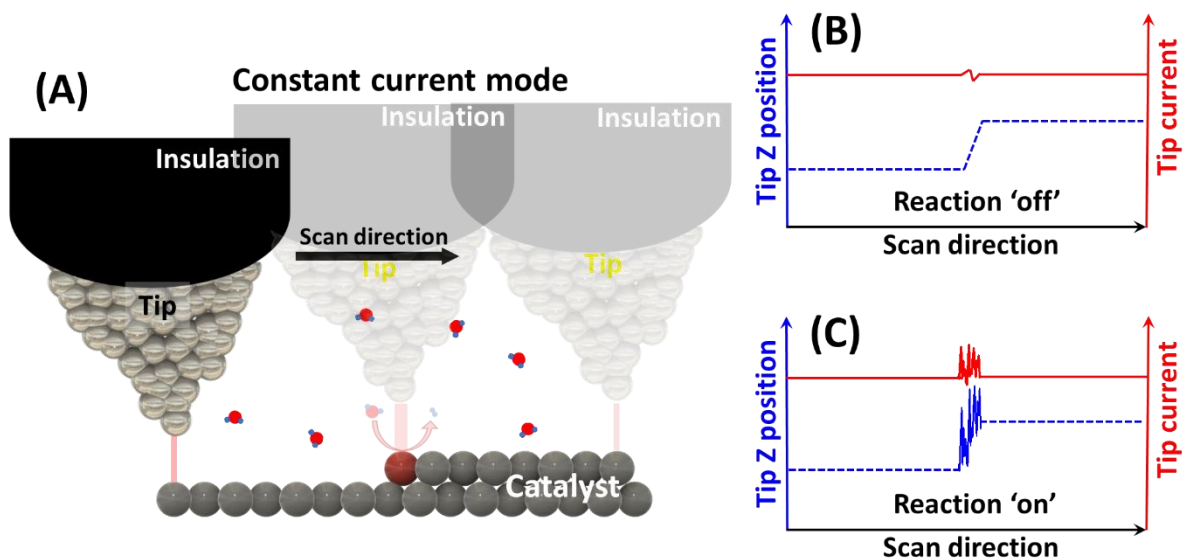 (A)
Constant current mode
Insulation
Insulation
Insulation
Scan direction
Tip
Tip
Tip
Catalyst
(B)
Tip Z position
Tip current
Reaction ‘off’
Scan direction
(C)
Tip Z position
Tip current
Reaction ‘on’
Scan direction